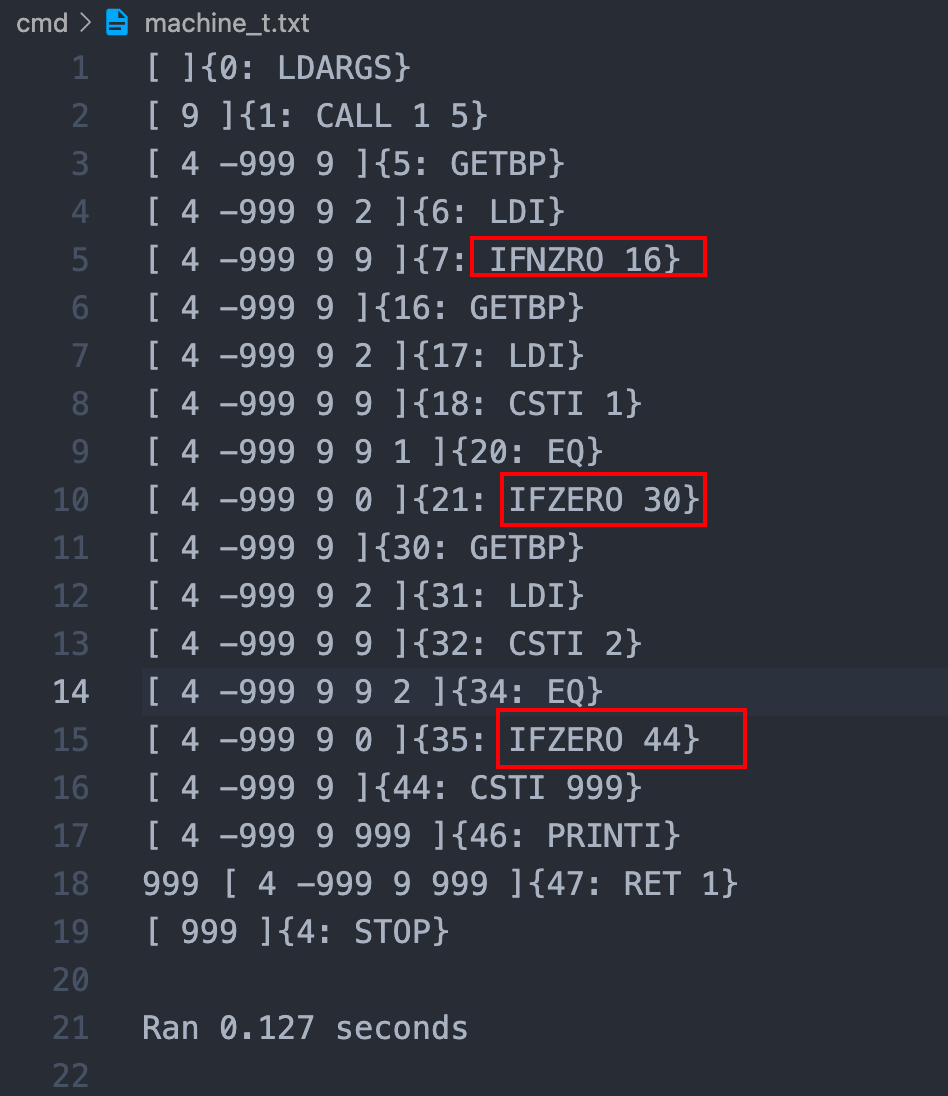 cmd > machine_t.txt
1 [ ]{0: LDARGS}
2 [ 9 ]{1: CALL 1 5}
3 [ 4 -999 9 ]{5: GETBP}
4 [ 4 -999 9 2 ]{6: LDI}
5 [ 4 -999 9 9 ]{7: IFNZRO 16}
6 [ 4 -999 9 ]{16: GETBP}
7 [ 4 -999 9 2 ]{17: LDI}
8 [ 4 -999 9 9 ]{18: CSTI 1}
9 [ 4 -999 9 9 1 ]{20: EQ}
10 [ 4 -999 9 0 ]{21: IFZERO 30}
11 [ 4 -999 9 ]{30: GETBP}
12 [ 4 -999 9 2 ]{31: LDI}
13 [ 4 -999 9 9 ]{32: CSTI 2}
14 [ 4 -999 9 9 2 ]{34: EQ}
15 [ 4 -999 9 0 ]{35: IFZERO 44}
16 [ 4 -999 9 ]{44: CSTI 999}
17 [ 4 -999 9 999 ]{46: PRINTI}
18 999 [ 4 -999 9 999 ]{47: RET 1}
19 [ 999 ]{4: STOP}
20
21 Ran 0.127 seconds
22